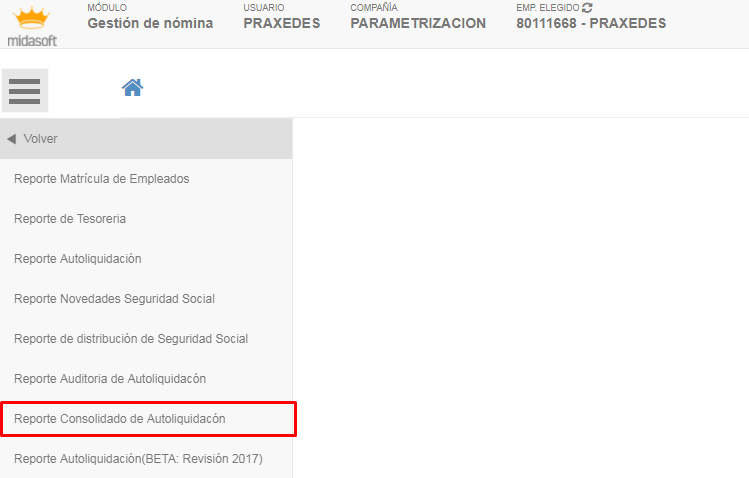 midasoft
MÓDULO
Gestión de nómina
USUARIO
PRAXEDES
COMPAÑÍA
PARAMETRIZACION
EMP. ELEGIDO
80111668 - PRAXEDES
Volver
Reporte Matrícula de Empleados
Reporte de Tesoreria
Reporte Autoliquidación
Reporte Novedades Seguridad Social
Reporte de distribución de Seguridad Social
Reporte Auditoria de Autoliquidacón
Reporte Consolidado de Autoliquidacón
Reporte Autoliquidación(BETA: Revisión 2017)